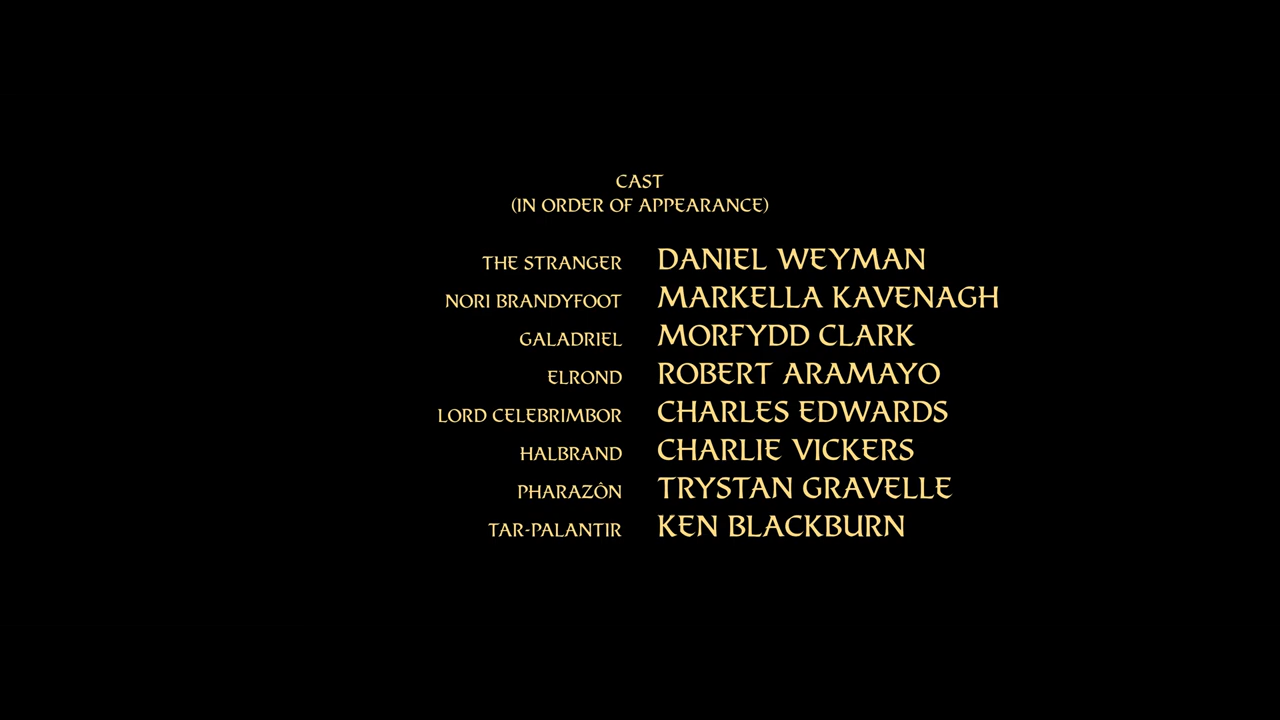 CAST
(IN ORDER OF APPEARANCE)
THE STRANGER DANIEL WEYMAN
NORI BRANDYFOOT MARKELLA KAVENAGH
GALADRIEL MORFYDD CLARK
ELROND ROBERT ARAMAYO
LORD CELEBRIMBOR CHARLES EDWARDS
HALBRAND CHARLIE VICKERS
PHARAZÔN TRYSTAN GRAVELLE
TAR-PALANTIR KEN BLACKBURN